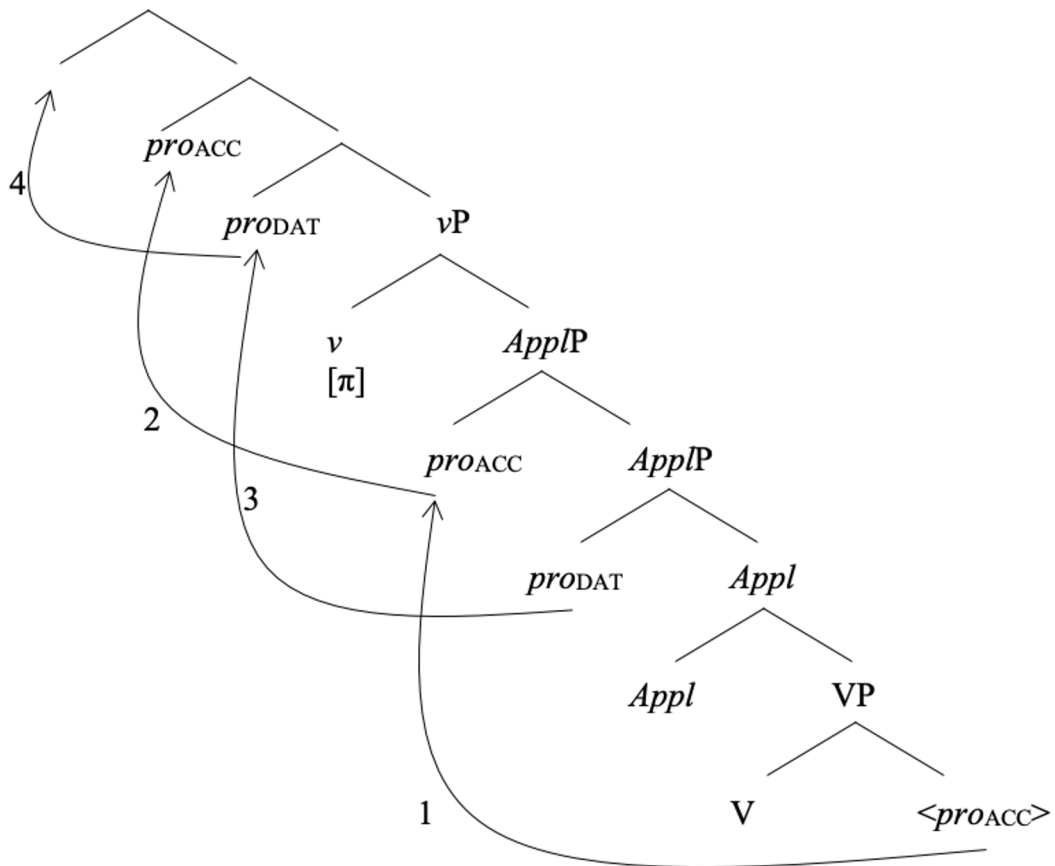 proACC
4
proDAT vP
v ApplP
[π]
2
proACC ApplP
3
proDAT Appl
Appl VP
1 V <proACC>